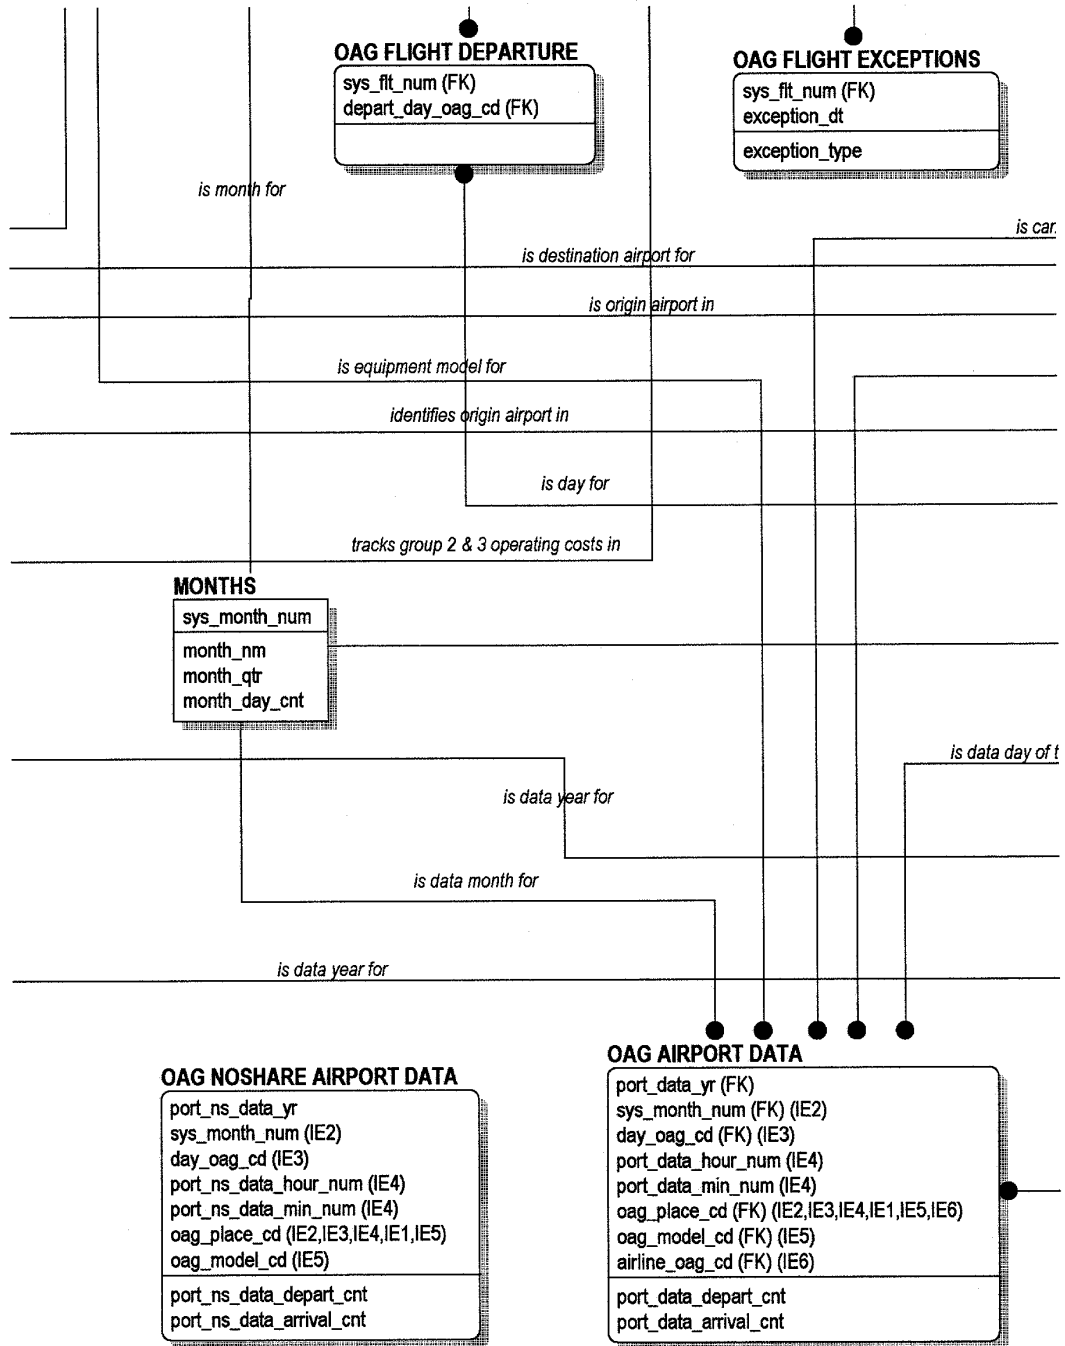 OAG FLIGHT DEPARTURE
sys_flt_num (FK)
depart_day_oag_cd (FK)
OAG FLIGHT EXCEPTIONS
sys_flt_num (FK)
exception_dt
exception_type
is month for
is car.
is destination airport for
is origin airport in
is equipment model for
identifies origin airport in
is day for
tracks group 2 & 3 operating costs in
MONTHS
sys_month_num
month_nm
month_qtr
month_day_cnt
is data day of t
is data year for
is data month for
is data year for
OAG NOSHARE AIRPORT DATA
port_ns_data_yr
sys_month_num (IE2)
day_oag_cd (IE3)
port_ns_data_hour_num (IE4)
port_ns_data_min_num (IE4)
oag_place_cd (IE2,IE3,IE4,IE1,IE5)
oag_model_cd (IE5)
port_ns_data_depart_cnt
port_ns_data_arrival_cnt
OAG AIRPORT DATA
port_data_yr (FK)
sys_month_num (FK) (IE2)
day_oag_cd (FK) (IE3)
port_data_hour_num (IE4)
port_data_min_num (IE4)
oag_place_cd (FK) (IE2,IE3,IE4,IE1,IE5,IE6)
oag_model_cd (FK) (IE5)
airline_oag_cd (FK) (IE6)
port_data_depart_cnt
port_data_arrival_cnt